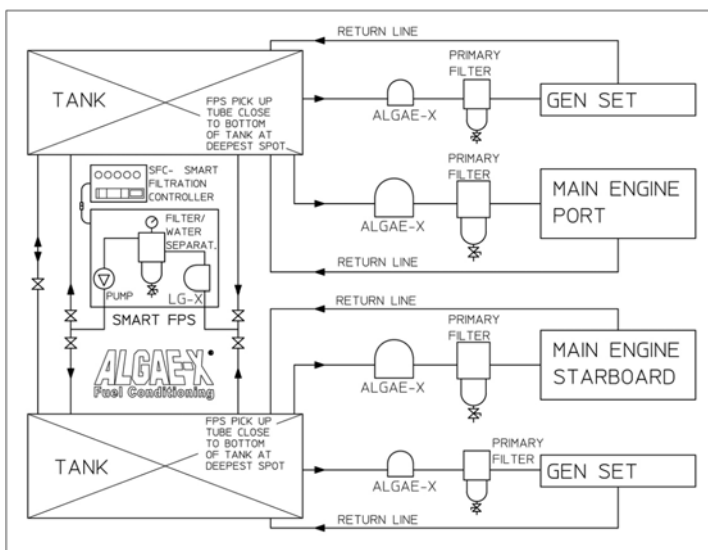 RETURN LINE
PRIMARY
FILTER
TANK
FPS PICK UP
TUBE CLOSE
TO BOTTOM
OF TANK AT
DEEPEST SPOT
ALGAE-X
GEN SET
SFC- SMART
FILTRATION
CONTROLLER
PRIMARY
FILTER
MAIN ENGINE
PORT
FILTER/
WATER
SEPARAT.
ALGAE-X
RETURN LINE
PUMP
LG-X
SMART FPS
RETURN LINE
PRIMARY
FILTER
MAIN ENGINE
STARBOARD
ALGAE-X
Fuel Conditioning
ALGAE-X
FPS PICK UP
TUBE CLOSE
TO BOTTOM
OF TANK AT
DEEPEST SPOT
TANK
PRIMARY
FILTER
GEN SET
ALGAE-X
RETURN LINE